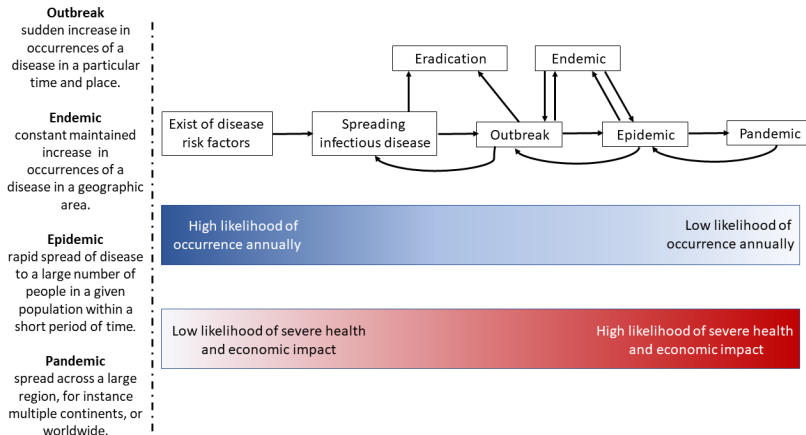 Outbreak
sudden increase in
occurrences of a
disease in a particular
time and place.
Endemic
constant maintained
increase in
occurrences of a
disease in a geographic
area.
Epidemic
rapid spread of disease
to a large number of
people in a given
population within a
short period of time.
Pandemic
spread across a large
region, for instance
multiple continents, or
worldwide.
Eradication
Endemic
Exist of disease
risk factors
Spreading
infectious disease
Outbreak
Epidemic
Pandemic
High likelihood of
occurrence annually
Low likelihood of
occurrence annually
Low likelihood of severe health
and economic impact
High likelihood of severe health
and economic impact